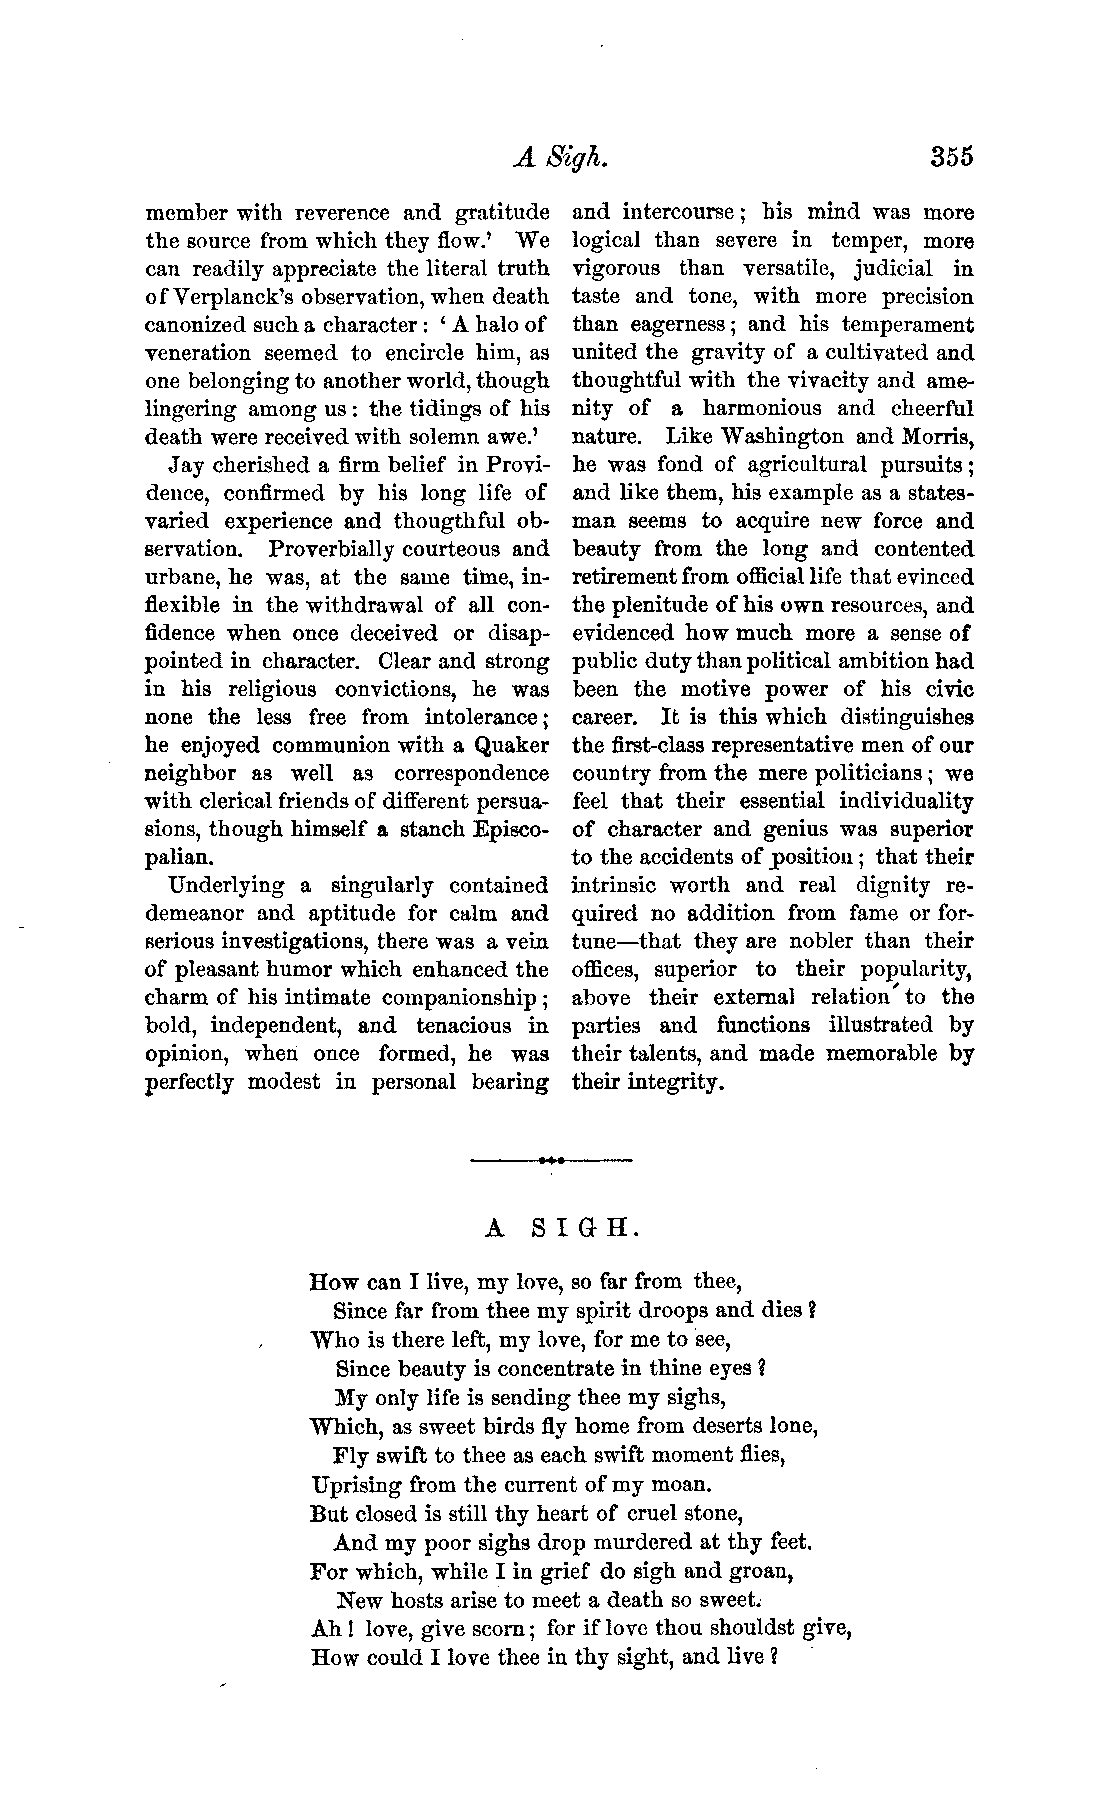 A Sigh. 355
member with reverence and gratitude
the source from which they flow.' We
can readily appreciate the literal truth
of Verplanck's observation, when death
canonized such a character: 'A halo of
veneration seemed to encircle him, as
one belonging to another world, though
lingering among us: the tidings of his
death were received with solemn awe.'
Jay cherished a firm belief in Provi-
dence, confirmed by his long life of
varied experience and thougthful ob-
servation. Proverbially courteous and
urbane, he was, at the same time, in-
flexible in the withdrawal of all con-
fidence when once deceived or disap-
pointed in character. Clear and strong
in his religious convictions, he was
none the less free from intolerance;
he enjoyed communion with a Quaker
neighbor as well as correspondence
with clerical friends of different persua-
sions, though himself a stanch Episco-
palian.
Underlying a singularly contained
demeanor and aptitude for calm and
serious investigations, there was a vein
of pleasant humor which enhanced the
charm of his intimate companionship;
bold, independent, and tenacious in
opinion, when once formed, he was
perfectly modest in personal bearing
and intercourse; his mind was more
logical than severe in temper, more
vigorous than versatile, judicial in
taste and tone, with more precision
than eagerness; and his temperament
united the gravity of a cultivated and
thoughtful with the vivacity and ame-
nity of a harmonious and cheerful
nature. Like Washington and Morris,
he was fond of agricultural pursuits;
and like them, his example as a states-
man seems to acquire new force and
beauty from the long and contented
retirement from official life that evinced
the plenitude of his own resources, and
evidenced how much more a sense of
public duty than political ambition had
been the motive power of his civic
career. It is this which distinguishes
the first-class representative men of our
country from the mere politicians; we
feel that their essential individuality
of character and genius was superior
to the accidents of position; that their
intrinsic worth and real dignity re-
quired no addition from fame or for-
tune—that they are nobler than their
offices, superior to their popularity,
above their external relation to the
parties and functions illustrated by
their talents, and made memorable by
their integrity.
A SIGH.
How can I live, my love, so far from thee,
Since far from thee my spirit droops and dies?
Who is there left, my love, for me to see,
Since beauty is concentrate in thine eyes?
My only life is sending thee my sighs,
Which, as sweet birds fly home from deserts lone,
Fly swift to thee as each swift moment flies,
Uprising from the current of my moan.
But closed is still thy heart of cruel stone,
And my poor sighs drop murdered at thy feet.
For which, while I in grief do sigh and groan,
New hosts arise to meet a death so sweet.
Ah! love, give scorn; for if love thou shouldst give,
How could I love thee in thy sight, and live?